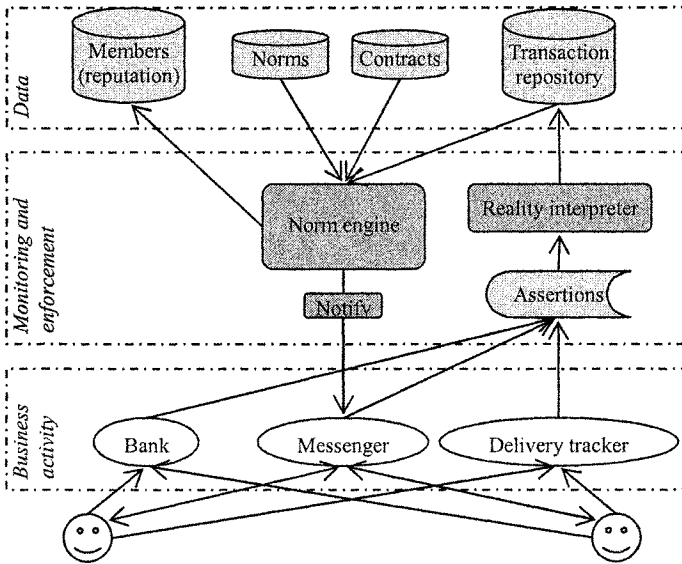 Data
Members
(reputation)
Norms
Contracts
Transaction
repository
Monitoring and
enforcement
Norm engine
Reality interpreter
Notify
Assertions
Business
activity
Bank
Messenger
Delivery tracker